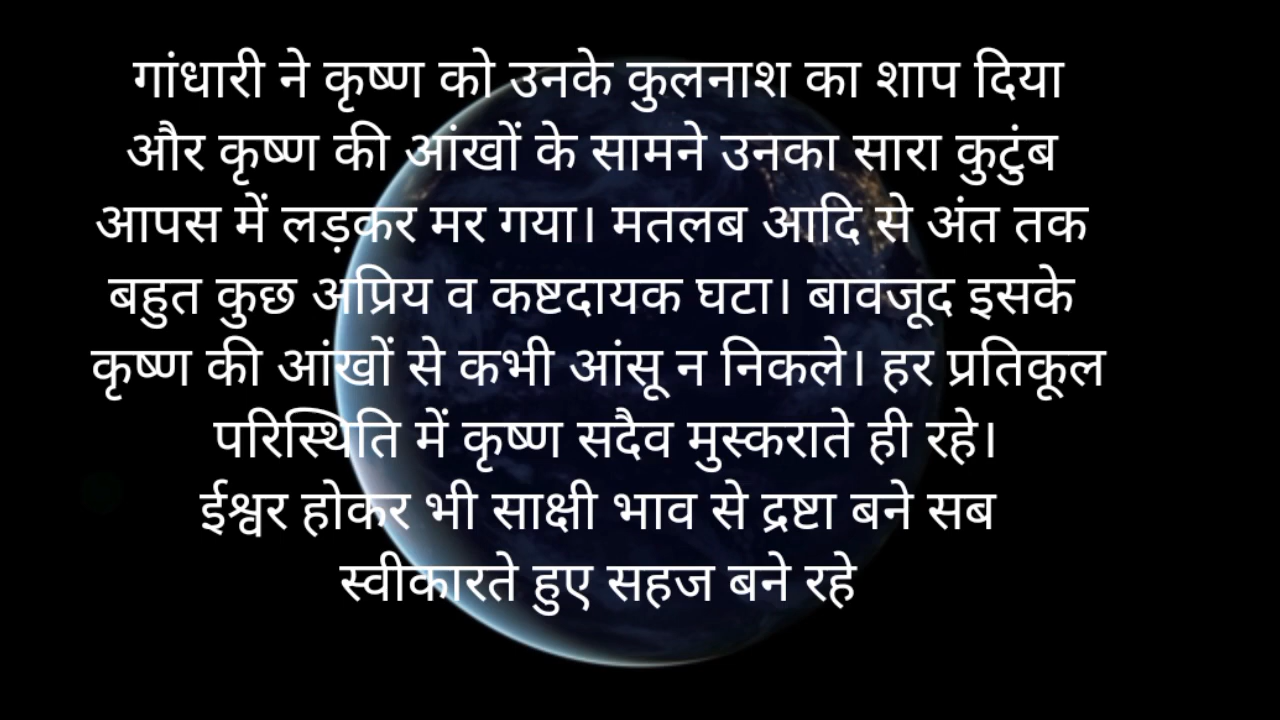 गांधारी ने कृष्ण को उनके कुलनाश का शाप दिया
और कृष्ण की आंखों के सामने उनका सारा कुटुंब
आपस में लड़कर मर गया। मतलब आदि से अंत तक
बहुत कुछ अप्रिय व कष्टदायक घटा। बावजूद इसके
कृष्ण की आंखों से कभी आंसू न निकले। हर प्रतिकूल
परिस्थिति में कृष्ण सदैव मुस्कराते ही रहे।
ईश्वर होकर भी साक्षी भाव से द्रष्टा बने सब
स्वीकारते हुए सहज बने रहे